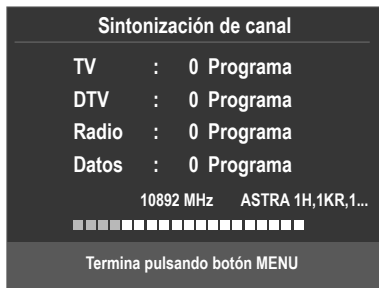 Sintonización de canal
TV : 0 Programa
DTV : 0 Programa
Radio : 0 Programa
Datos : 0 Programa
10892 MHz ASTRA 1H,1KR,1...
Termina pulsando botón MENU